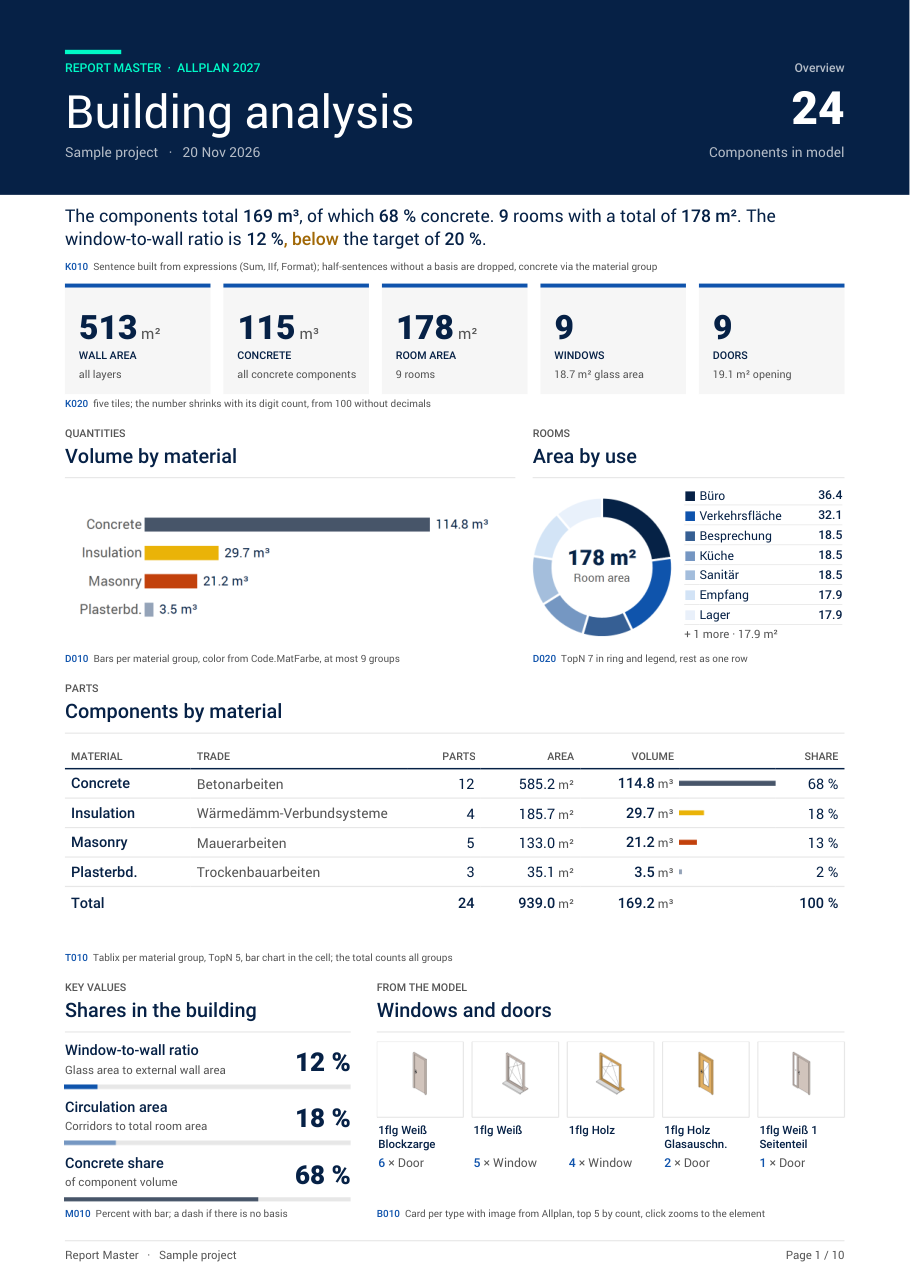 REPORT MASTER · ALLPLAN 2027
Building analysis
Sample project · 20 Nov 2026
Overview
24
Components in model
The components total 169 m³, of which 68 % concrete. 9 rooms with a total of 178 m². The
window-to-wall ratio is 12 %, below the target of 20 %.
K010 Sentence built from expressions (Sum, IIf, Format); half-sentences without a basis are dropped, concrete via the material group
513 m²
WALL AREA
all layers
115 m³
CONCRETE
all concrete components
178 m²
ROOM AREA
9 rooms
9
WINDOWS
18.7 m² glass area
9
DOORS
19.1 m² opening
K020 five tiles; the number shrinks with its digit count, from 100 without decimals
QUANTITIES
Volume by material
Concrete 114.8 m³
Insulation 29.7 m³
Masonry 21.2 m³
Plasterbd. 3.5 m³
D010 Bars per material group, color from Code.MatFarbe, at most 9 groups
ROOMS
Area by use
178 m²
Room area
Büro 36.4
Verkehrsfläche 32.1
Besprechung 18.5
Küche 18.5
Sanitär 18.5
Empfang 17.9
Lager 17.9
+ 1 more · 17.9 m²
D020 TopN 7 in ring and legend, rest as one row
PARTS
Components by material
MATERIAL TRADE PARTS AREA VOLUME SHARE
Concrete Betonarbeiten 12 585.2 m² 114.8 m³ 68 %
Insulation Wärmedämm-Verbundsysteme 4 185.7 m² 29.7 m³ 18 %
Masonry Mauerarbeiten 5 133.0 m² 21.2 m³ 13 %
Plasterbd. Trockenbauarbeiten 3 35.1 m² 3.5 m³ 2 %
Total 24 939.0 m² 169.2 m³ 100 %
T010 Tablix per material group, TopN 5, bar chart in the cell; the total counts all groups
KEY VALUES
Shares in the building
Window-to-wall ratio
Glass area to external wall area
12 %
Circulation area
Corridors to total room area
18 %
Concrete share
of component volume
68 %
M010 Percent with bar; a dash if there is no basis
FROM THE MODEL
Windows and doors
1flg Weiß
Blockzarge
6 × Door
1flg Weiß
5 × Window
1flg Holz
4 × Window
1flg Holz
Glasauschn.
2 × Door
1flg Weiß 1
Seitenteil
1 × Door
B010 Card per type with image from Allplan, top 5 by count, click zooms to the element
Report Master · Sample project
Page 1 / 10